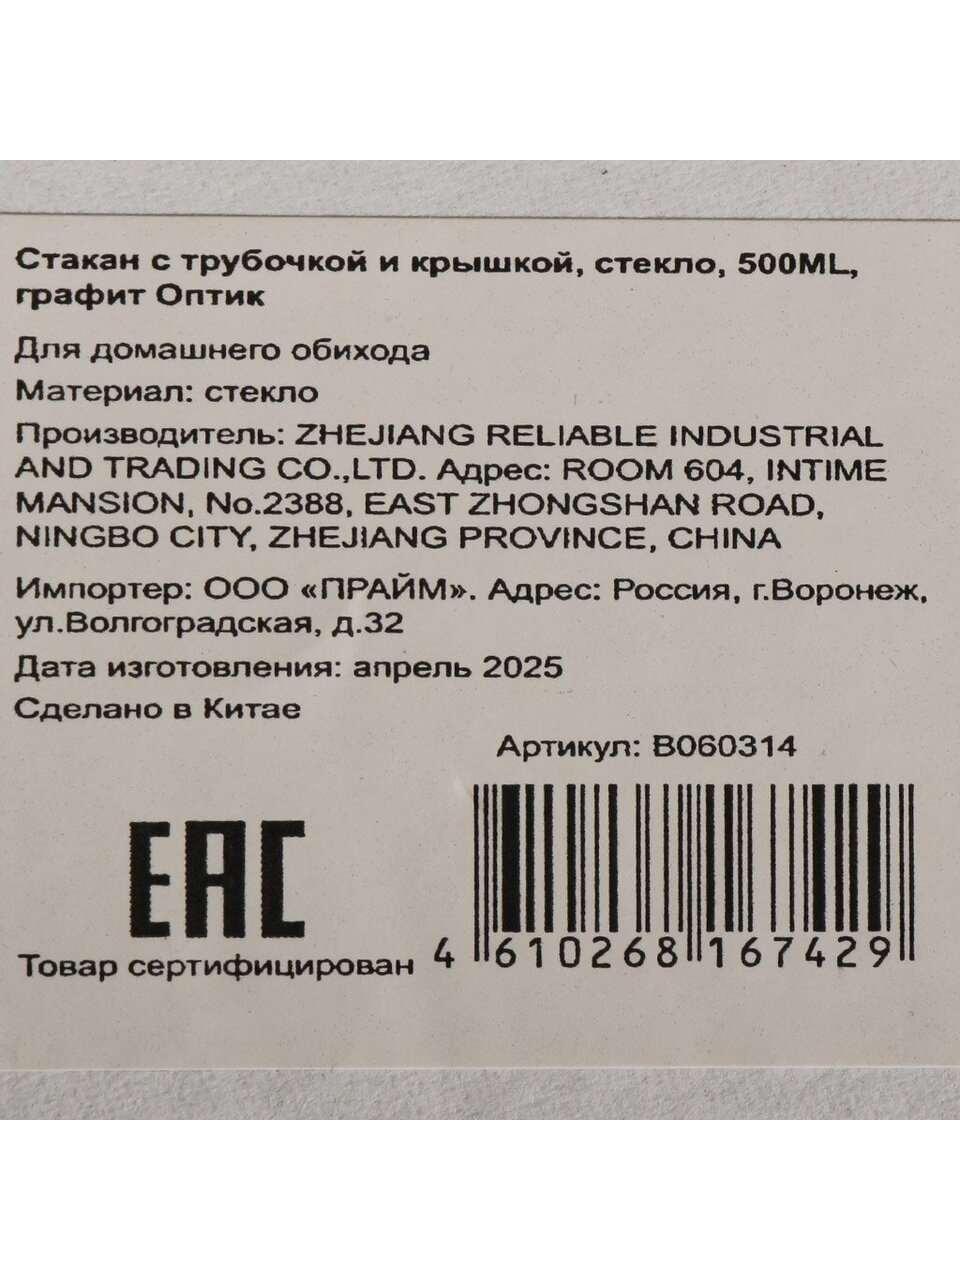 Стакан с трубочкой и крышкой, стекло, 500ML,
графит Оптик
Для домашнего обихода
Материал: стекло
Производитель: ZHEJIANG RELIABLE INDUSTRIAL
AND TRADING CO.,LTD. Адрес: ROOM 604, INTIME
MANSION, No.2388, EAST ZHONGSHAN ROAD,
NINGBO CITY, ZHEJIANG PROVINCE, CHINA
Импортер: ООО «ПРАЙМ». Адрес: Россия, г.Воронеж,
ул.Волгоградская, д.32
Дата изготовления: апрель 2025
Сделано в Китае
Артикул: B060314
EAC
Товар сертифицирован
4 610268 167429